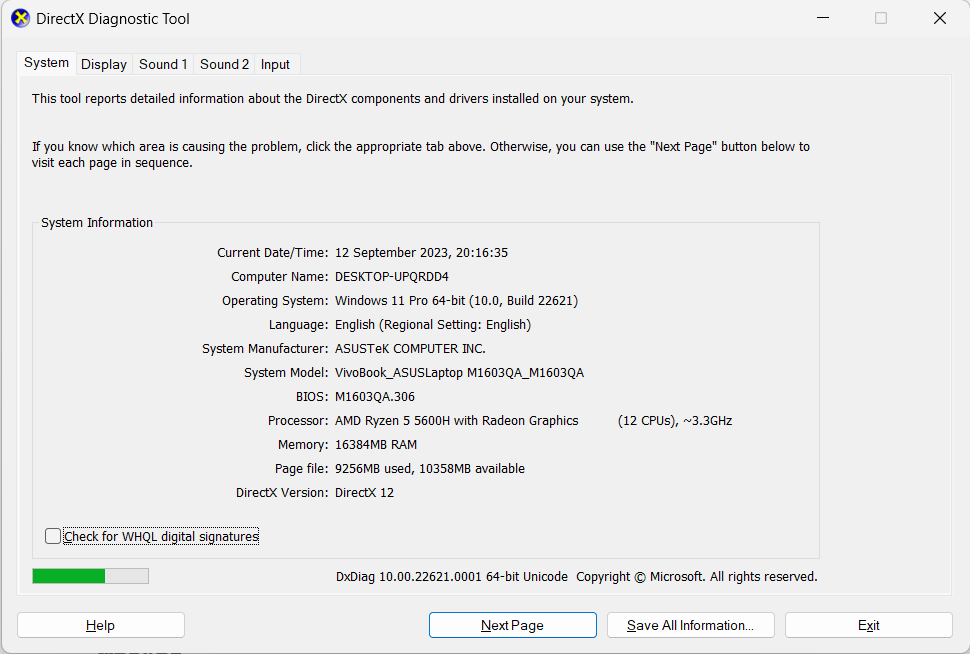 DirectX Diagnostic Tool
System Display Sound 1 Sound 2 Input
This tool reports detailed information about the DirectX components and drivers installed on your system.
If you know which area is causing the problem, click the appropriate tab above. Otherwise, you can use the "Next Page" button below to
visit each page in sequence.
System Information
Current Date/Time: 12 September 2023, 20:16:35
Computer Name: DESKTOP-UPQRDD4
Operating System: Windows 11 Pro 64-bit (10.0, Build 22621)
Language: English (Regional Setting: English)
System Manufacturer: ASUSTeK COMPUTER INC.
System Model: VivoBook_ASUSLaptop M1603QA_M1603QA
BIOS: M1603QA.306
Processor: AMD Ryzen 5 5600H with Radeon Graphics (12 CPUs), ~3.3GHz
Memory: 16384MB RAM
Page file: 9256MB used, 10358MB available
DirectX Version: DirectX 12
Check for WHQL digital signatures
DxDiag 10.00.22621.0001 64-bit Unicode Copyright © Microsoft. All rights reserved.
Help Next Page Save All Information... Exit